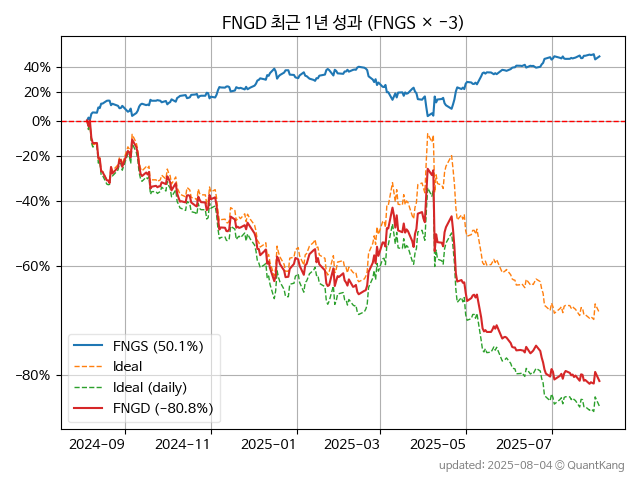 FNGD 최근 1년 성과 (FNGS × −3)
40%
20%
0%
−20%
−40%
−60%
−80%
FNGS (50.1%)
Ideal
Ideal (daily)
FNGD (−80.8%)
2024-09
2024-11
2025-01
2025-03
2025-05
2025-07
updated: 2025-08-04 © QuantKang